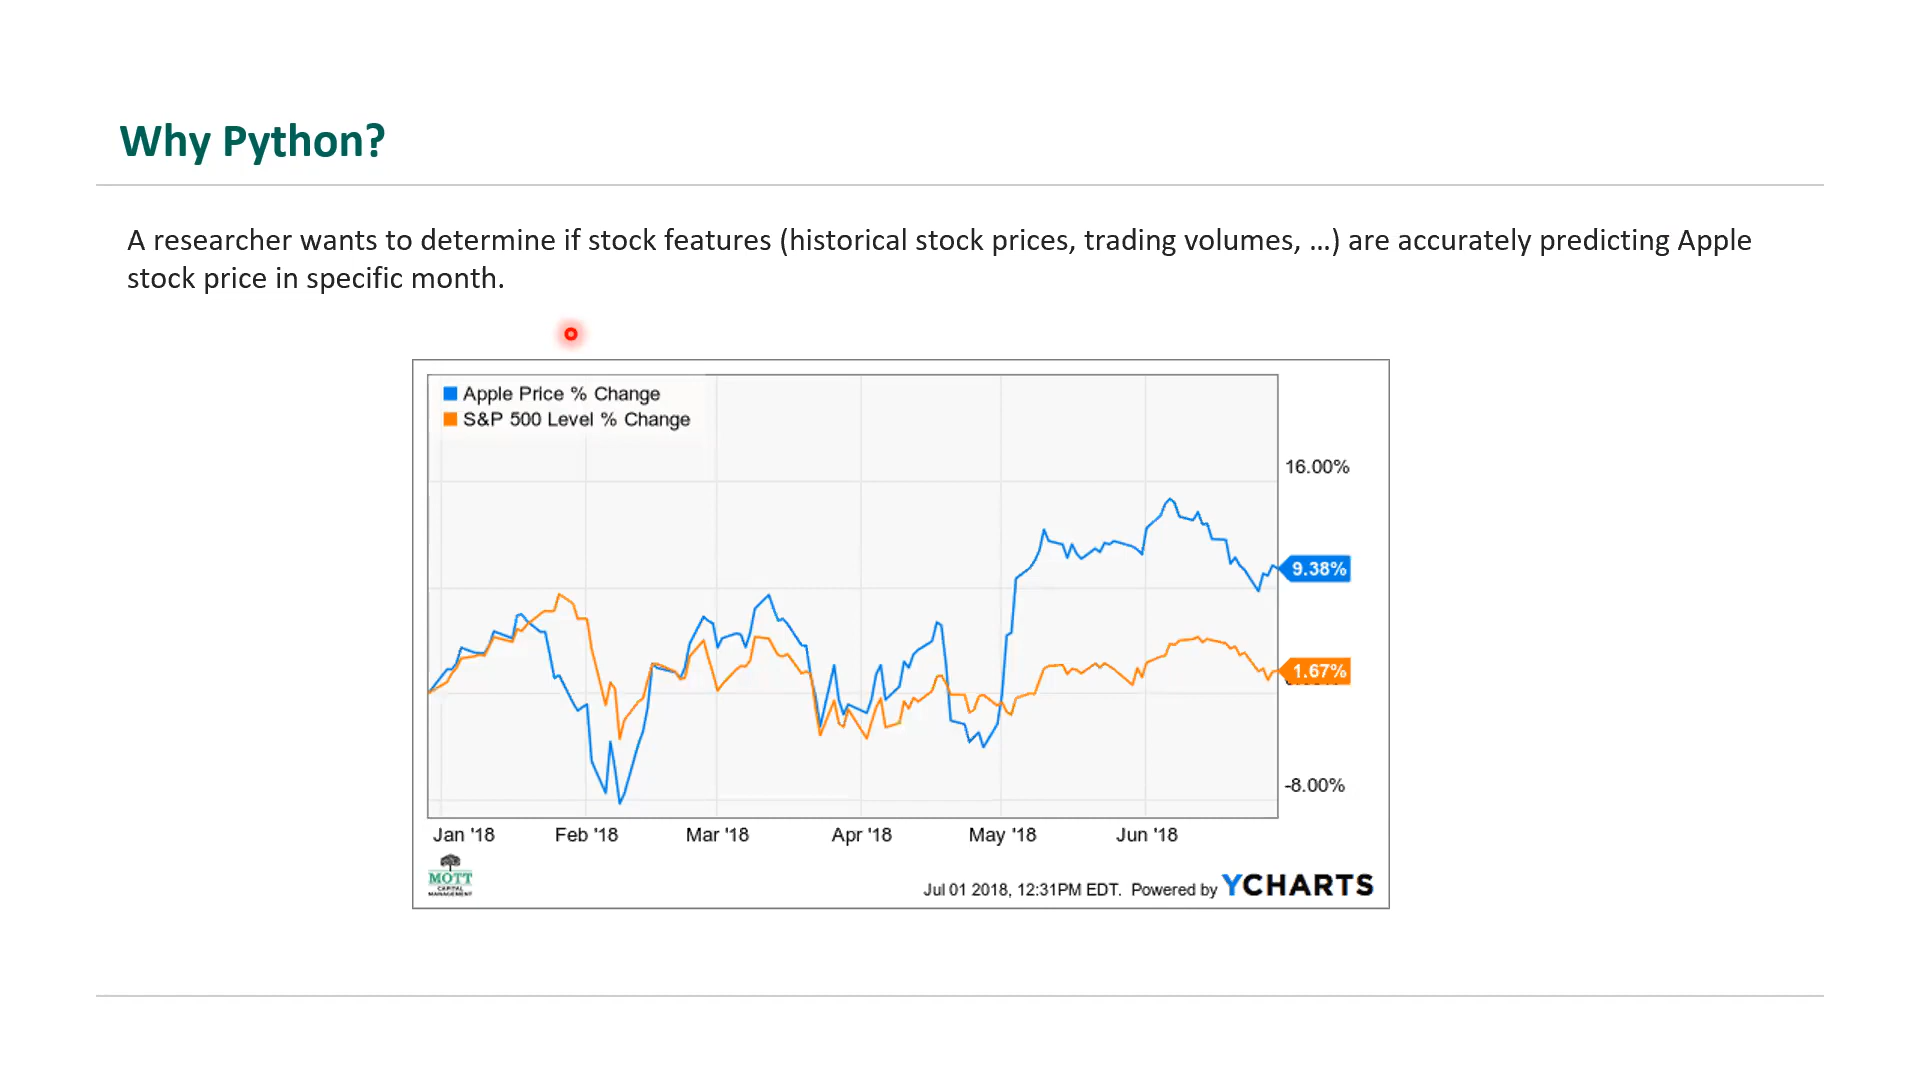 Why Python?
A researcher wants to determine if stock features (historical stock prices, trading volumes, …) are accurately predicting Apple
stock price in specific month.
Apple Price % Change
S&P 500 Level % Change
16.00%
9.38%
1.67%
-8.00%
Jan '18 Feb '18 Mar '18 Apr '18 May '18 Jun '18
MOTT
CAPITAL
MANAGEMENT
Jul 01 2018, 12:31PM EDT. Powered by YCHARTS